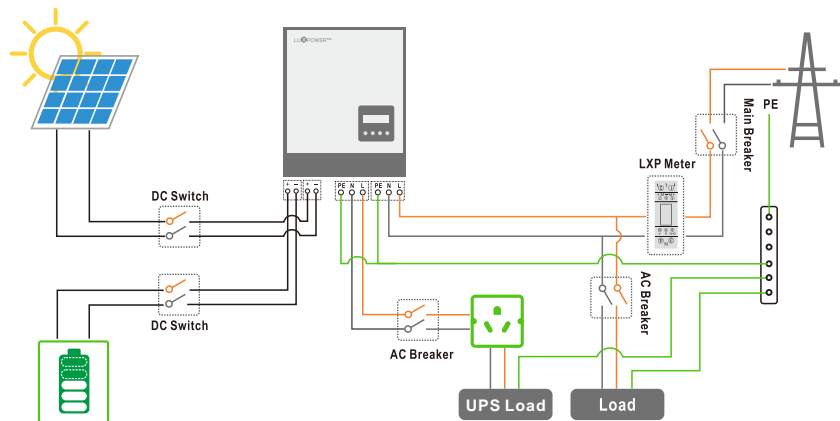 LUXPOWER
PE
Main Breaker
LXP Meter
DC Switch
+ − + −
PE N L PE N L
DC Switch
AC Breaker
AC Breaker
UPS Load
Load